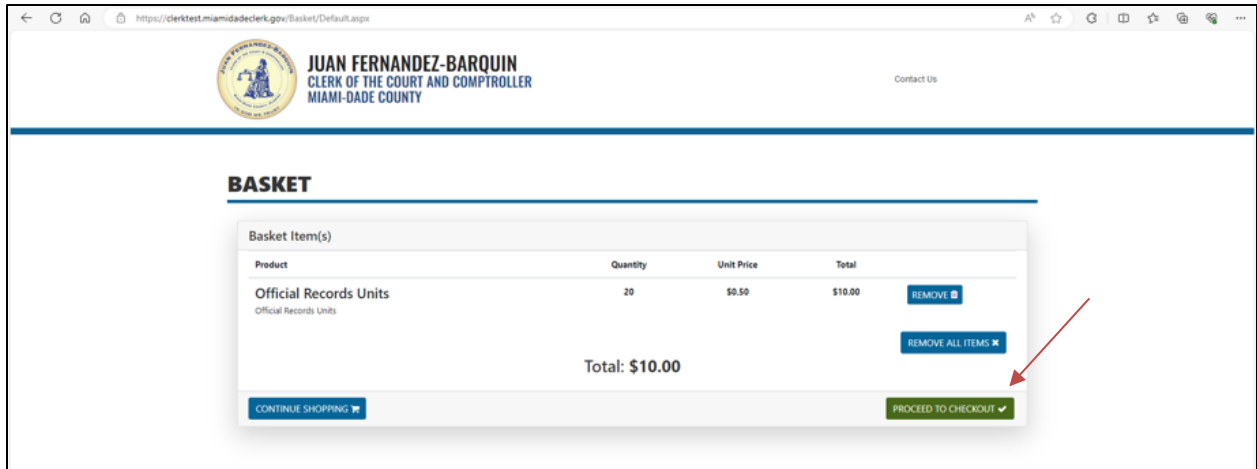 https://clerktest.miamidadeclerk.gov/Basket/Default.aspx
JUAN FERNANDEZ-BARQUIN
CLERK OF THE COURT AND COMPTROLLER
MIAMI-DADE COUNTY
Contact Us
BASKET
Basket Item(s)
Product Quantity Unit Price Total
Official Records Units 20 $0.50 $10.00 REMOVE
Official Records Units
REMOVE ALL ITEMS
Total: $10.00
CONTINUE SHOPPING PROCEED TO CHECKOUT